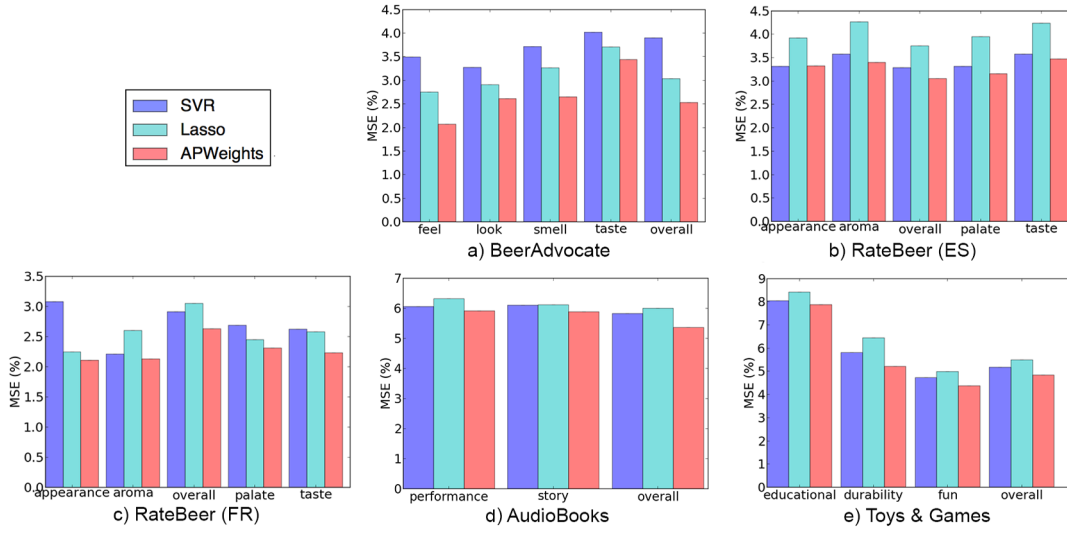 SVR
Lasso
APWeights
MSE (%)
4.5
4.0
3.5
3.0
2.5
2.0
1.5
1.0
0.5
0.0
feel look smell taste overall
a) BeerAdvocate
MSE (%)
4.5
4.0
3.5
3.0
2.5
2.0
1.5
1.0
0.5
0.0
appearance aroma overall palate taste
b) RateBeer (ES)
MSE (%)
3.5
3.0
2.5
2.0
1.5
1.0
0.5
0.0
appearance aroma overall palate taste
c) RateBeer (FR)
MSE (%)
7
6
5
4
3
2
1
0
performance story overall
d) AudioBooks
MSE (%)
9
8
7
6
5
4
3
2
1
0
educational durability fun overall
e) Toys & Games